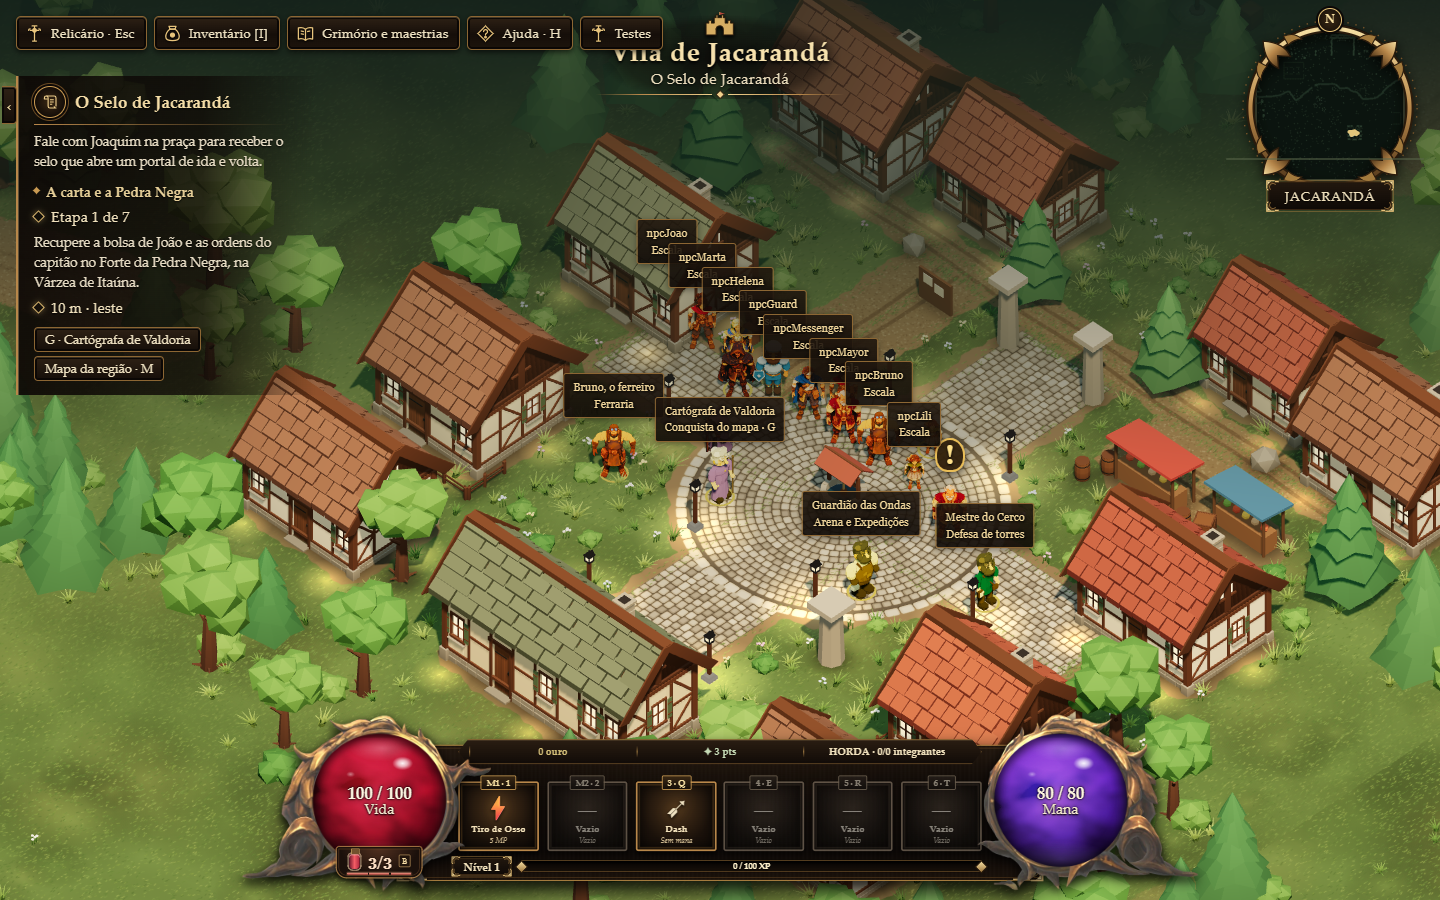 Relicário · Esc
Inventário [I]
Grimório e maestrias
Ajuda · H
Testes
Vila de Jacarandá
O Selo de Jacarandá
N
JACARANDÁ
O Selo de Jacarandá
Fale com Joaquim na praça para receber o
selo que abre um portal de ida e volta.
A carta e a Pedra Negra
Etapa 1 de 7
Recupere a bolsa de João e as ordens do
capitão no Forte da Pedra Negra, na
Várzea de Itaúna.
10 m · leste
G · Cartógrafa de Valdoria
Mapa da região · M
npcJoao
npcMarta
npcHelena
npcGuard
npcMessenger
npcMayor
npcBruno
Escala
npcLili
Escala
Bruno, o ferreiro
Ferraria
Cartógrafa de Valdoria
Conquista do mapa · G
!
Guardião das Ondas
Arena e Expedições
Mestre do Cerco
Defesa de torres
0 ouro
3 pts
HORDA · 0/0 integrantes
100 / 100
Vida
3/3
B
M1 · 1
Tiro de Osso
5 MP
M2 · 2
Vazio
Vazio
3 · Q
Dash
Sem mana
4 · E
Vazio
Vazio
5 · R
Vazio
Vazio
6 · T
Vazio
Vazio
80 / 80
Mana
Nível 1
0 / 100 XP